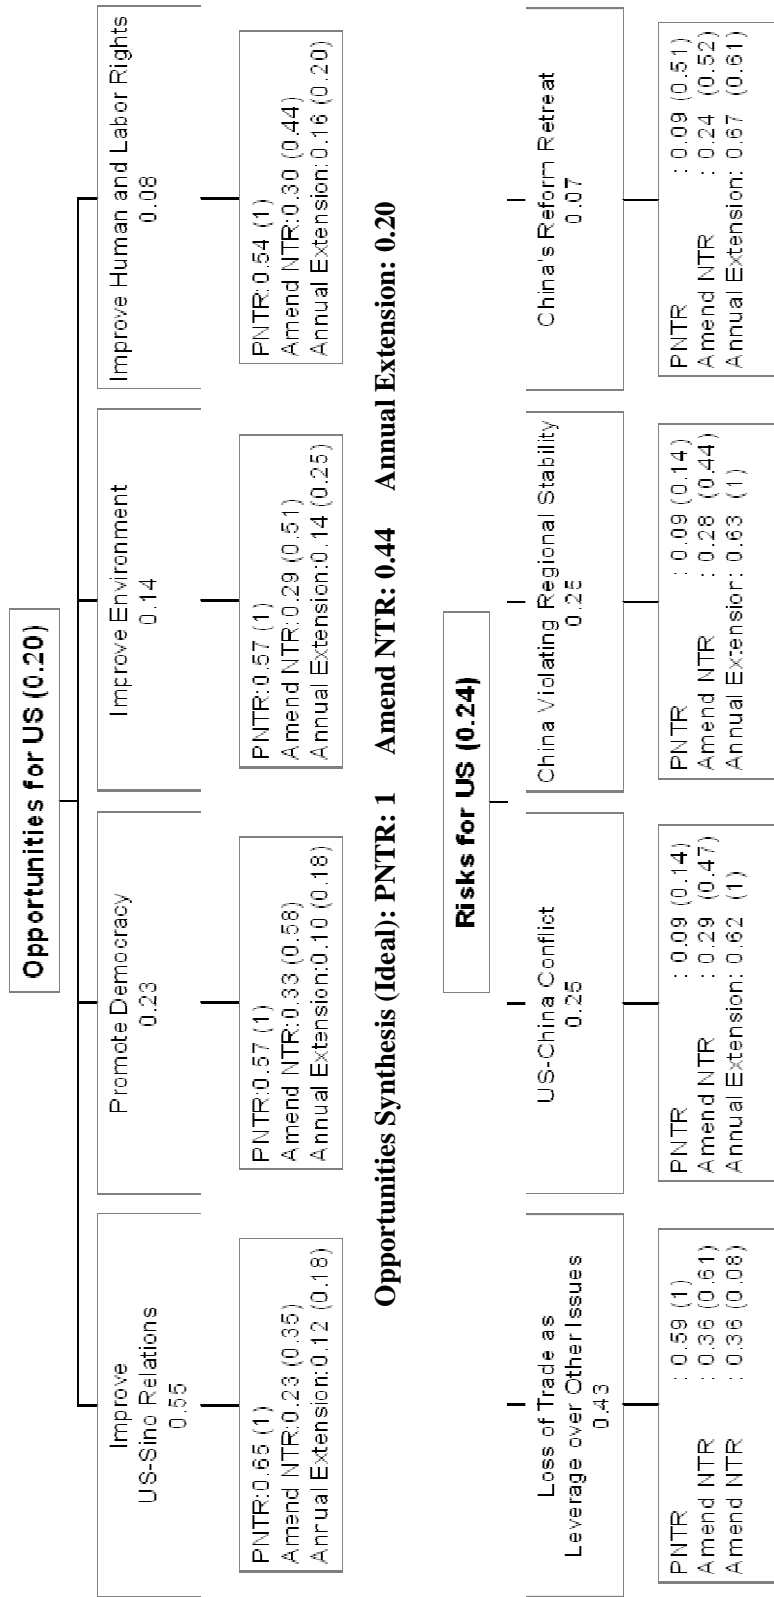 Opportunities for US (0.20)
Improve
US-Sino Relations
0.55
Promote Democracy
0.23
Improve Environment
0.14
Improve Human and Labor Rights
0.08
PNTR:0.65 (1)
Amend NTR:0.23 (0.35)
Annual Extension:0.12 (0.18)
PNTR:0.57 (1)
Amend NTR:0.33 (0.58)
Annual Extension:0.10 (0.18)
PNTR:0.57 (1)
Amend NTR:0.29 (0.51)
Annual Extension:0.14 (0.25)
PNTR:0.54 (1)
Amend NTR:0.30 (0.44)
Annual Extension:0.16 (0.20)
Opportunities Synthesis (Ideal): PNTR: 1 Amend NTR: 0.44 Annual Extension: 0.20
Risks for US (0.24)
Loss of Trade as
Leverage over Other Issues
0.43
US-China Conflict
0.25
China Violating Regional Stability
0.25
China's Reform Retreat
0.07
PNTR : 0.59 (1)
Amend NTR : 0.36 (0.61)
Amend NTR : 0.36 (0.08)
PNTR : 0.09 (0.14)
Amend NTR : 0.29 (0.47)
Annual Extension: 0.62 (1)
PNTR : 0.09 (0.14)
Amend NTR : 0.28 (0.44)
Annual Extension: 0.63 (1)
PNTR : 0.09 (0.51)
Amend NTR : 0.24 (0.52)
Annual Extension: 0.67 (0.61)